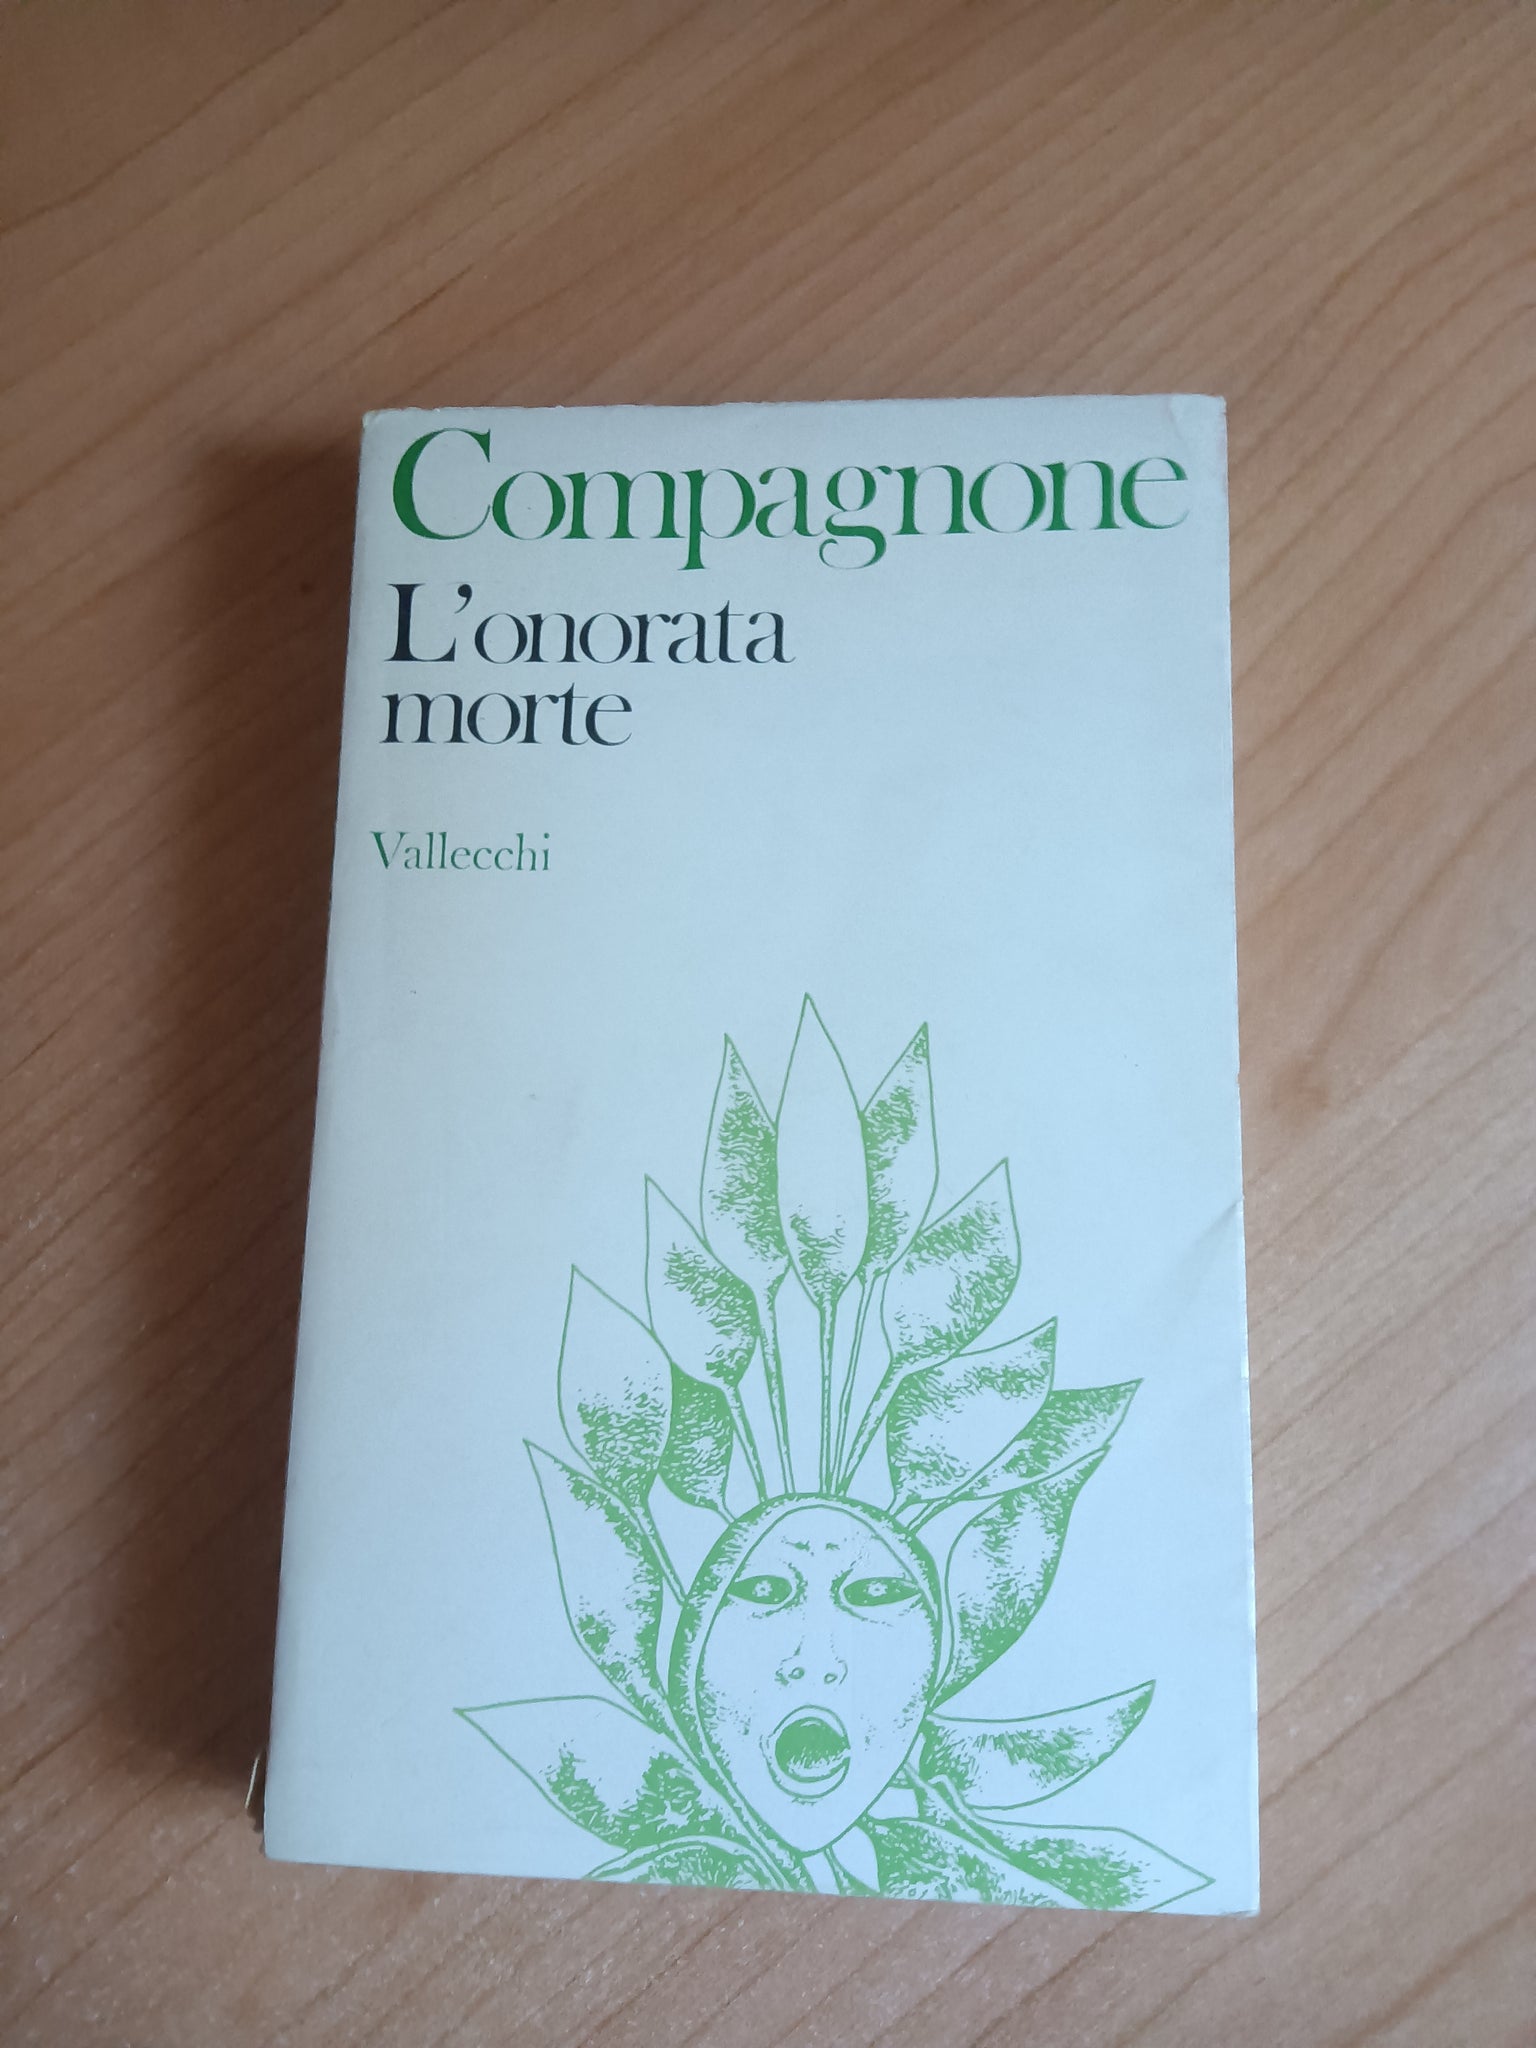 Compagnone
L'onorata
morte
Vallecchi